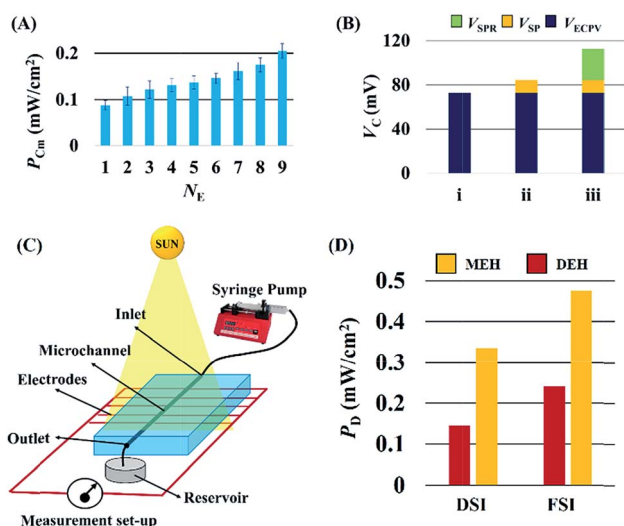 (A)
0.2
0.1
0
P_Cm (mW/cm²)
1 2 3 4 5 6 7 8 9
N_E
(B)
V_SPR V_SP V_ECPV
120
80
40
0
V_C (mV)
i ii iii
(C)
SUN
Syringe Pump
Inlet
Microchannel
Electrodes
Outlet
Reservoir
Measurement set-up
(D)
MEH DEH
0.5
0.4
0.3
0.2
0.1
0
P_D (mW/cm²)
DSI FSI